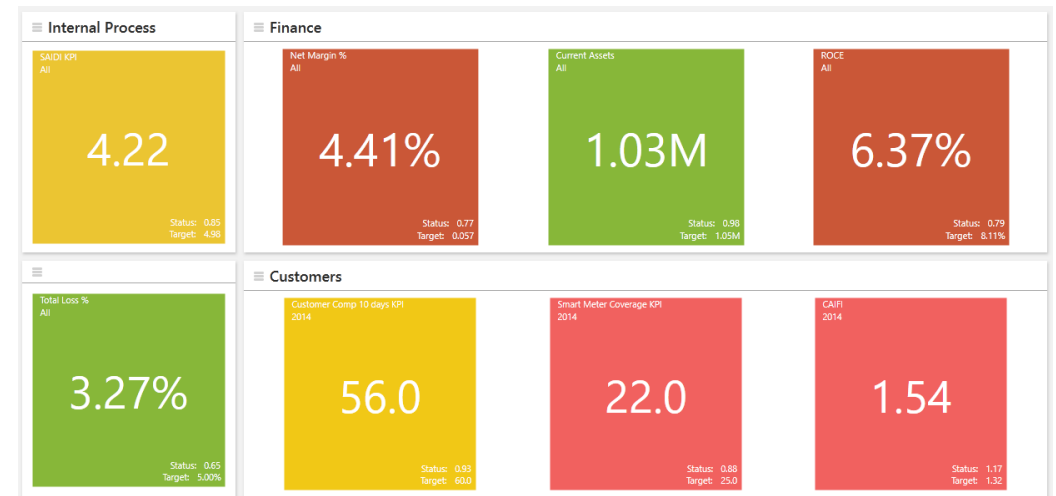 Internal Process
SAIDI KPI
All
4.22
Status: 0.85
Target: 4.98
Finance
Net Margin %
All
4.41%
Status: 0.77
Target: 0.057
Current Assets
All
1.03M
Status: 0.98
Target: 1.05M
ROCE
All
6.37%
Status: 0.79
Target: 8.11%
Total Loss %
All
3.27%
Status: 0.65
Target: 5.00%
Customers
Customer Comp 10 days KPI
2014
56.0
Status: 0.93
Target: 60.0
Smart Meter Coverage KPI
2014
22.0
Status: 0.88
Target: 25.0
CAIFI
2014
1.54
Status: 1.17
Target: 1.32